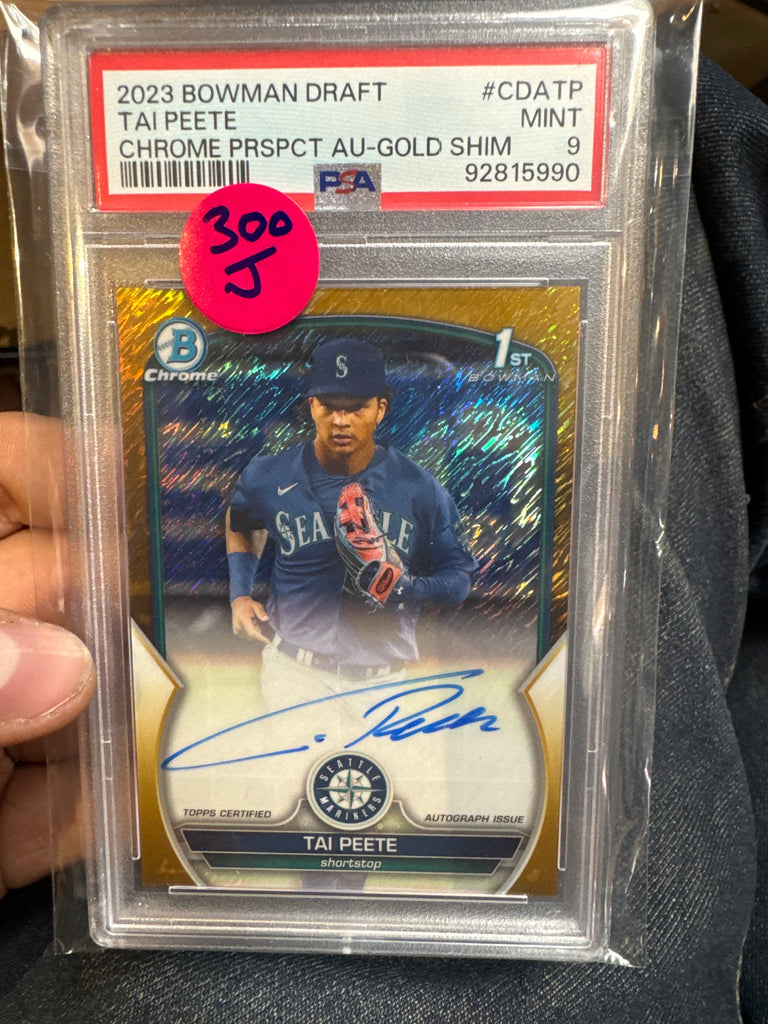 2023 BOWMAN DRAFT #CDATP
TAI PEETE MINT
CHROME PRSPCT AU-GOLD SHIM 9
PSA 92815990
300
J
B
Chrome
1ST
BOWMAN
S
SEATTLE
SEATTLE
MARINERS
TOPPS CERTIFIED AUTOGRAPH ISSUE
TAI PEETE
shortstop